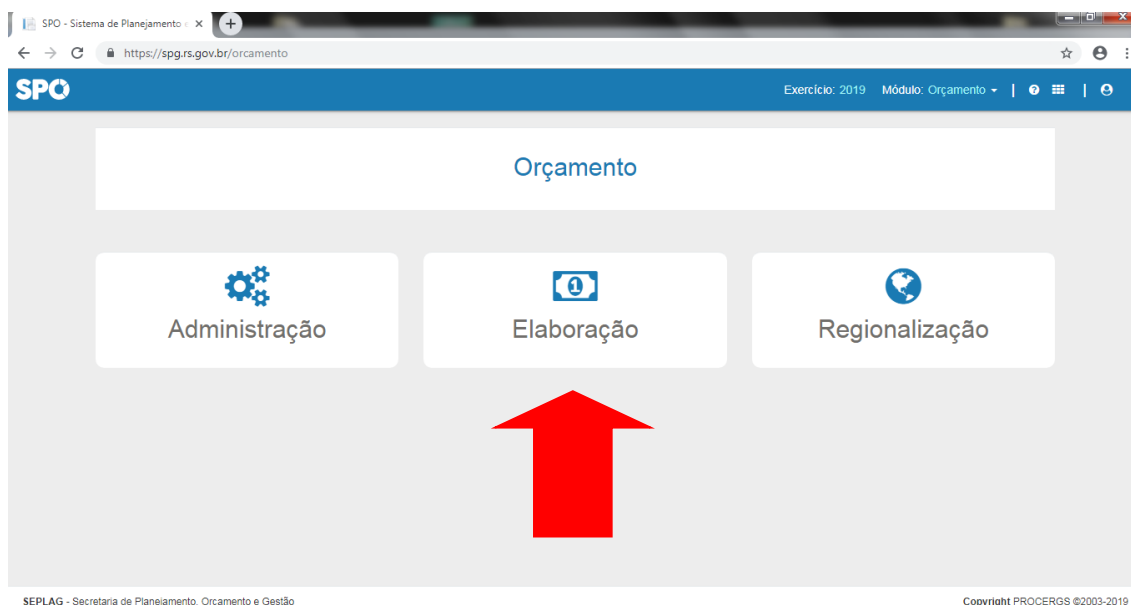 SPO - Sistema de Planejamento e
https://spg.rs.gov.br/orcamento
SPO
Exercício: 2019 Módulo: Orçamento
Orçamento
Administração
Elaboração
Regionalização
SEPLAG - Secretaria de Planejamento, Orçamento e Gestão
Copyright PROCERGS ©2003-2019